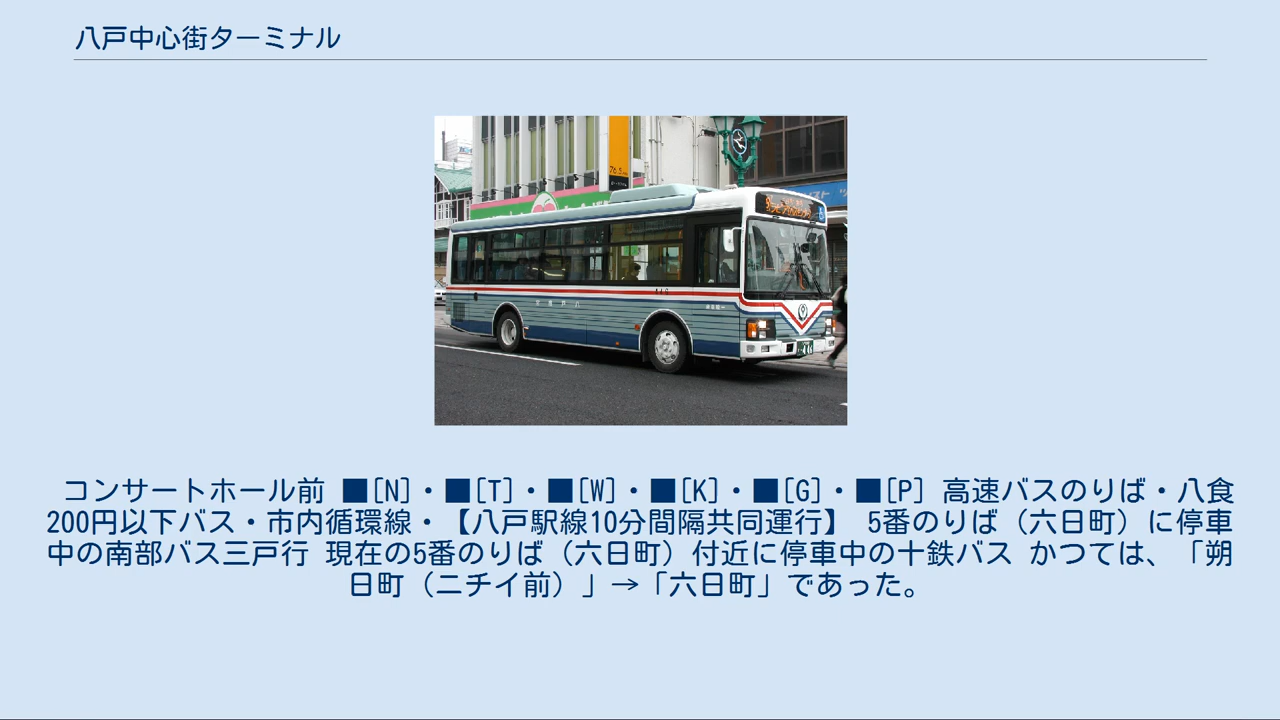 八戸中心街ターミナル
コンサートホール前 ■[N]・■[T]・■[W]・■[K]・■[G]・■[P] 高速バスのりば・八食
200円以下バス・市内循環線・【八戸駅線10分間隔共同運行】 5番のりば（六日町）に停車
中の南部バス三戸行 現在の5番のりば（六日町）付近に停車中の十鉄バス かつては、「朔
日町（ニチイ前）」→「六日町」であった。